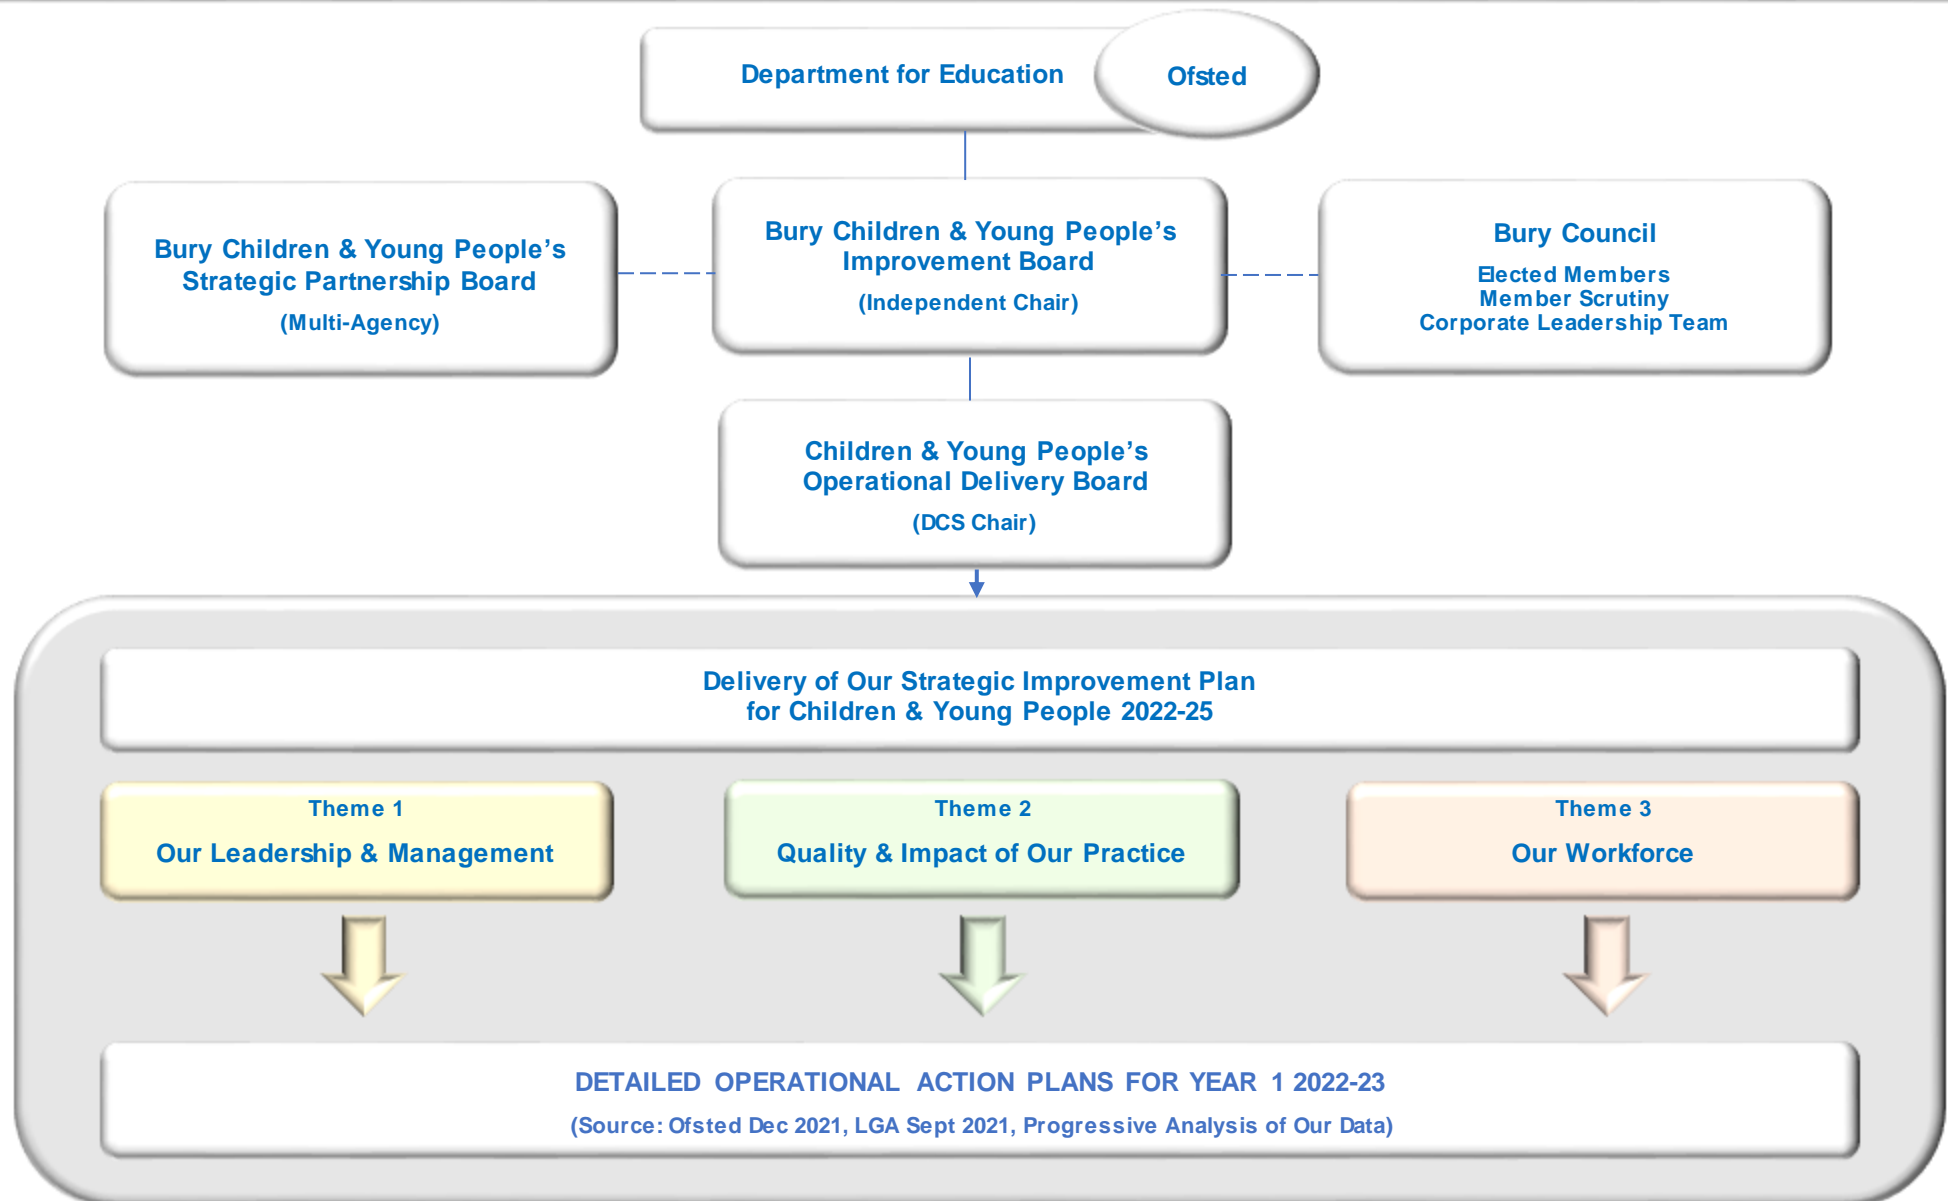 Department for Education
Ofsted
Bury Children & Young People’s
Strategic Partnership Board
(Multi-Agency)
Bury Children & Young People’s
Improvement Board
(Independent Chair)
Bury Council
Elected Members
Member Scrutiny
Corporate Leadership Team
Children & Young People’s
Operational Delivery Board
(DCS Chair)
Delivery of Our Strategic Improvement Plan
for Children & Young People 2022-25
Theme 1
Our Leadership & Management
Theme 2
Quality & Impact of Our Practice
Theme 3
Our Workforce
DETAILED OPERATIONAL ACTION PLANS FOR YEAR 1 2022-23
(Source: Ofsted Dec 2021, LGA Sept 2021, Progressive Analysis of Our Data)